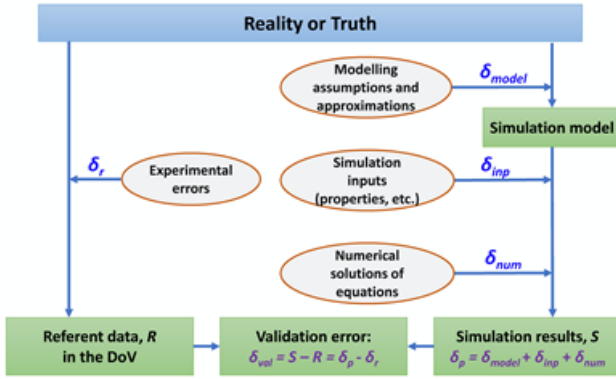 Reality or Truth
Modelling
assumptions and
approximations
δmodel
Simulation model
δr
Experimental
errors
Simulation
inputs
(properties, etc.)
δinp
Numerical
solutions of
equations
δnum
Referent data, R
in the DoV
Validation error:
δval = S – R = δp - δr
Simulation results, S
δp = δmodel + δinp + δnum